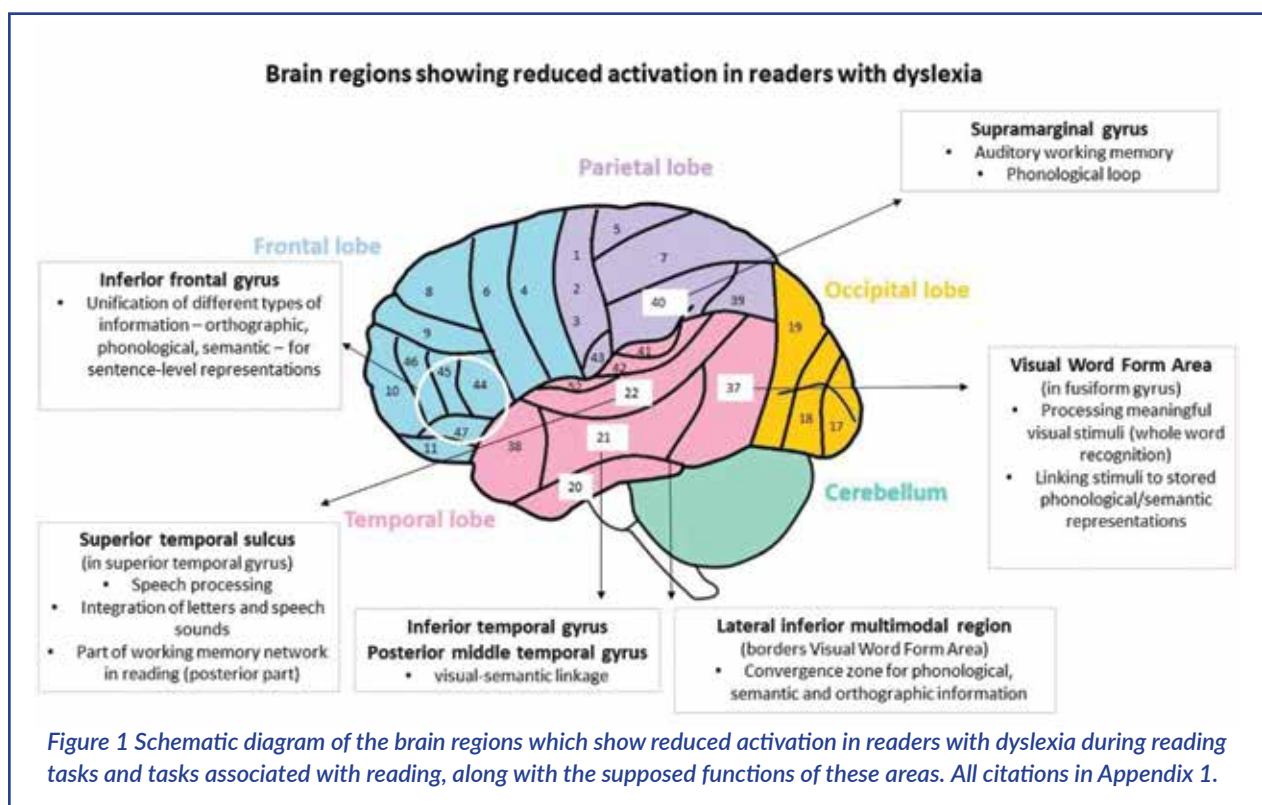 Brain regions showing reduced activation in readers with dyslexia
Supramarginal gyrus
• Auditory working memory
• Phonological loop
Parietal lobe
Frontal lobe
Inferior frontal gyrus
• Unification of different types of
information – orthographic,
phonological, semantic – for
sentence-level representations
Occipital lobe
Visual Word Form Area
(in fusiform gyrus)
• Processing meaningful
visual stimuli (whole word
recognition)
• Linking stimuli to stored
phonological/semantic
representations
5
1
7
8
6
4
2
40
39
3
19
9
46
45
44
43
41
42
10
22
37
18
17
47
11
38
21
20
Cerebellum
Temporal lobe
Superior temporal sulcus
(in superior temporal gyrus)
• Speech processing
• Integration of letters and speech
sounds
• Part of working memory network
in reading (posterior part)
Inferior temporal gyrus
Posterior middle temporal gyrus
• visual-semantic linkage
Lateral inferior multimodal region
(borders Visual Word Form Area)
• Convergence zone for phonological,
semantic and orthographic information
Figure 1 Schematic diagram of the brain regions which show reduced activation in readers with dyslexia during reading
tasks and tasks associated with reading, along with the supposed functions of these areas. All citations in Appendix 1.